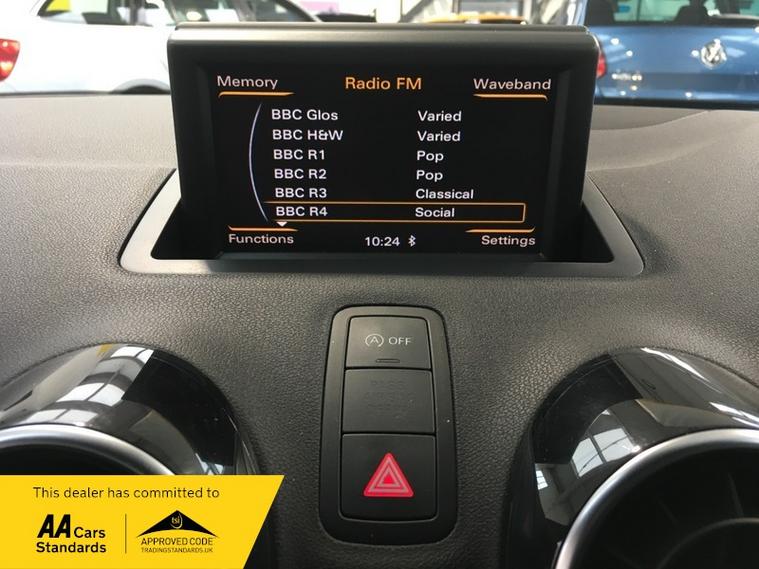 Memory Radio FM Waveband
BBC Glos Varied
BBC H&W Varied
BBC R1 Pop
BBC R2 Pop
BBC R3 Classical
BBC R4 Social
Functions 10:24 Settings
A OFF
This dealer has committed to
AA Cars
Standards
tsi
APPROVED CODE
TRADINGSTANDARDS.UK